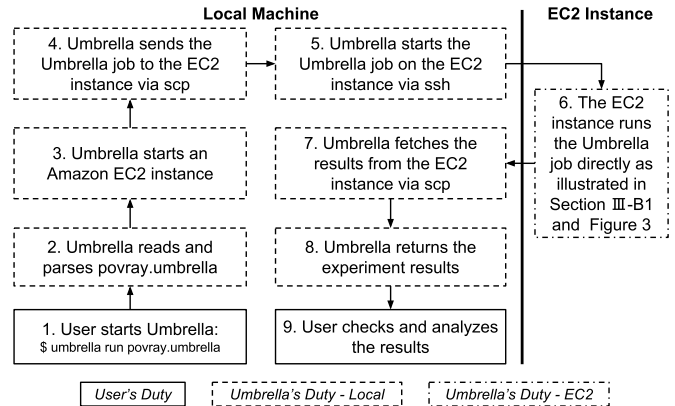 Local Machine
EC2 Instance
4. Umbrella sends the
Umbrella job to the EC2
instance via scp
5. Umbrella starts the
Umbrella job on the EC2
instance via ssh
6. The EC2
instance runs
the Umbrella
job directly as
illustrated in
Section Ⅲ-B1
and Figure 3
3. Umbrella starts an
Amazon EC2 instance
7. Umbrella fetches the
results from the EC2
instance via scp
2. Umbrella reads and
parses povray.umbrella
8. Umbrella returns the
experiment results
1. User starts Umbrella:
$ umbrella run povray.umbrella
9. User checks and analyzes
the results
User's Duty
Umbrella's Duty - Local
Umbrella's Duty - EC2